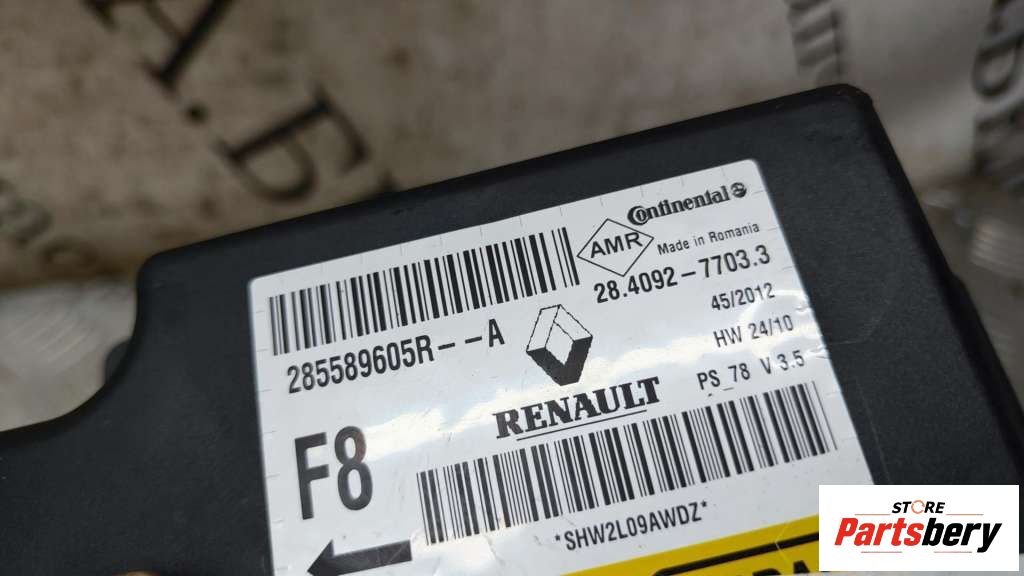 Continental
AMR
Made in Romania
28.4092-7703.3
45/2012
285589605R--A
HW 24/10
RENAULT
PS_78 V 3.5
F8
*SHW2L09AWDZ*
STORE
Partsbery